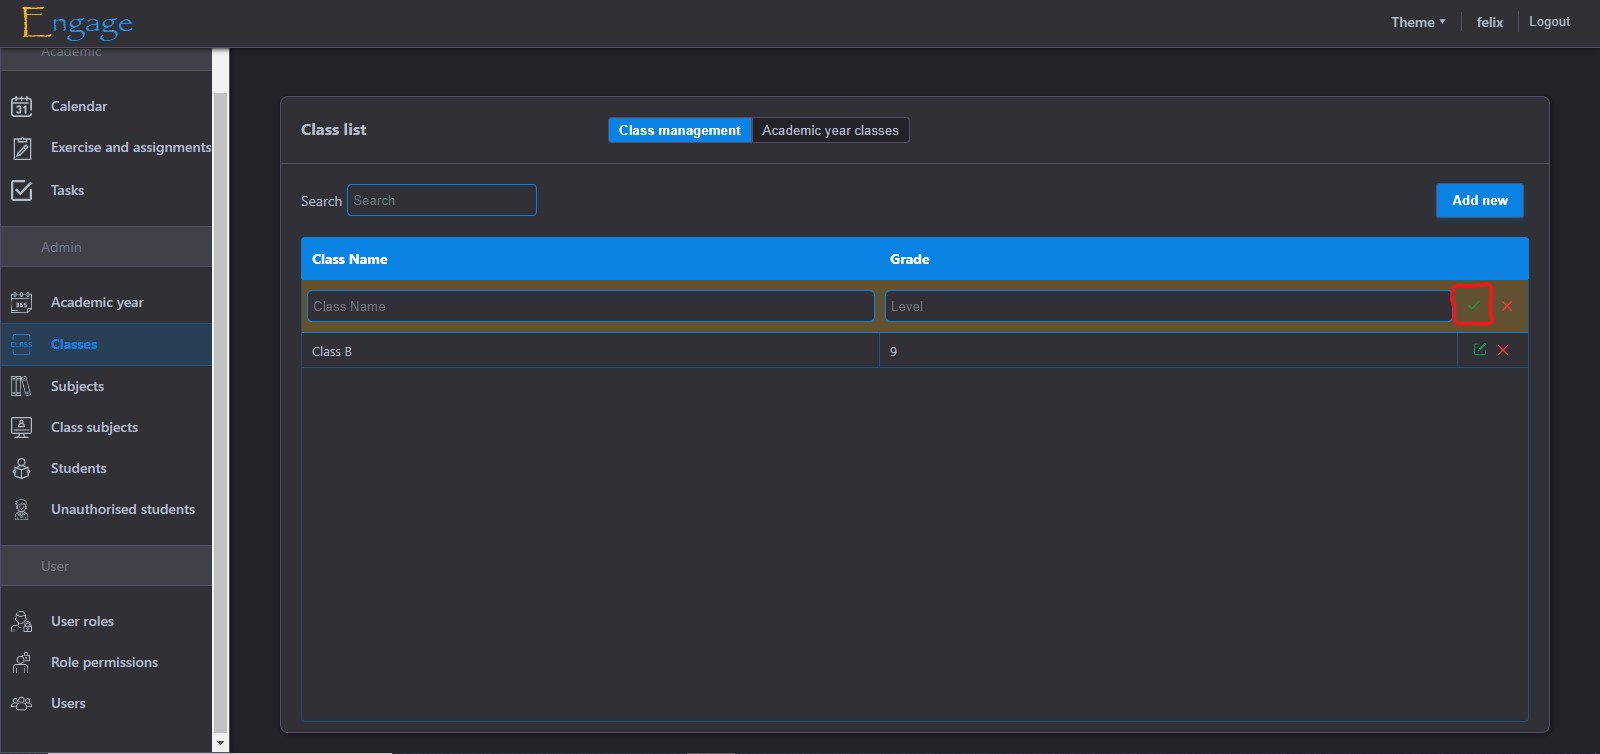 Engage
Theme
felix
Logout
Academic
31
Calendar
Exercise and assignments
Tasks
Admin
365
Academic year
CLASS
Classes
Subjects
Class subjects
Students
Unauthorised students
User
User roles
Role permissions
Users
Class list
Class management
Academic year classes
Search
Search
Add new
Class Name
Grade
Class Name
Level
Class B
9